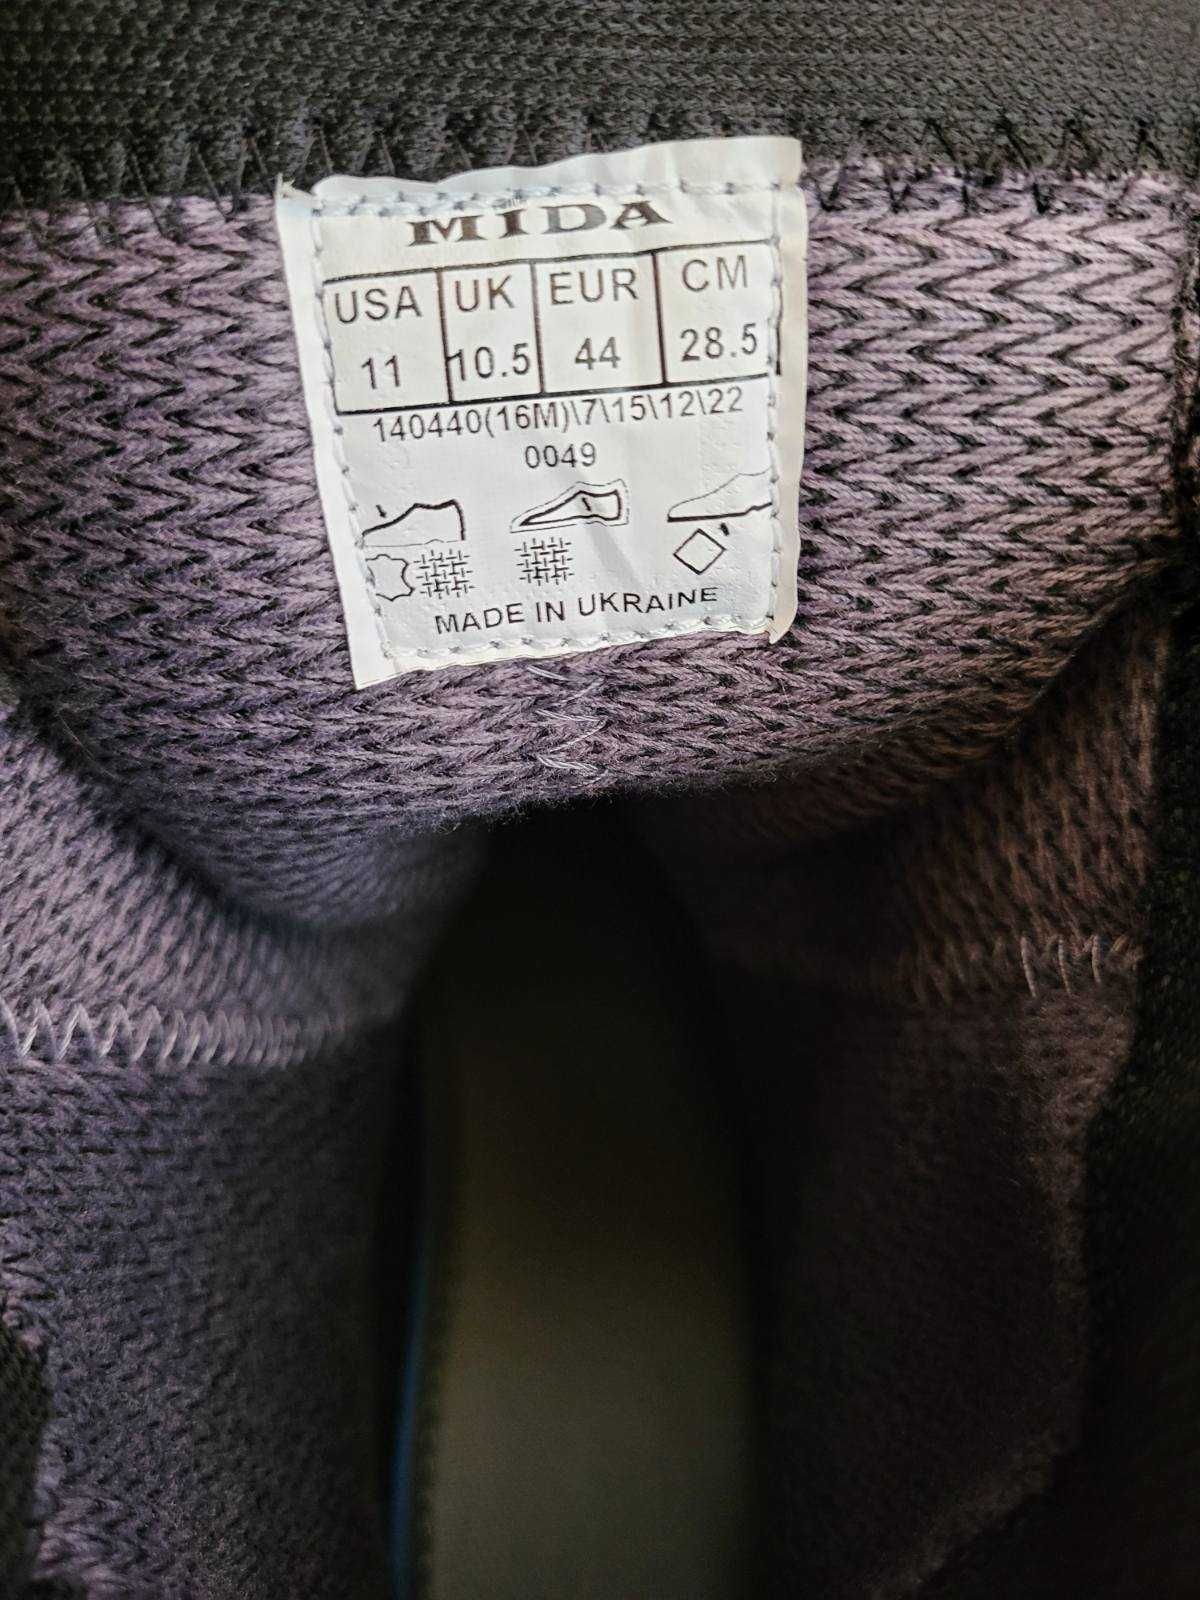 MIDA
USA UK EUR CM
11 10.5 44 28.5
140440(16M)\7\15\12\22
0049
MADE IN UKRAINE